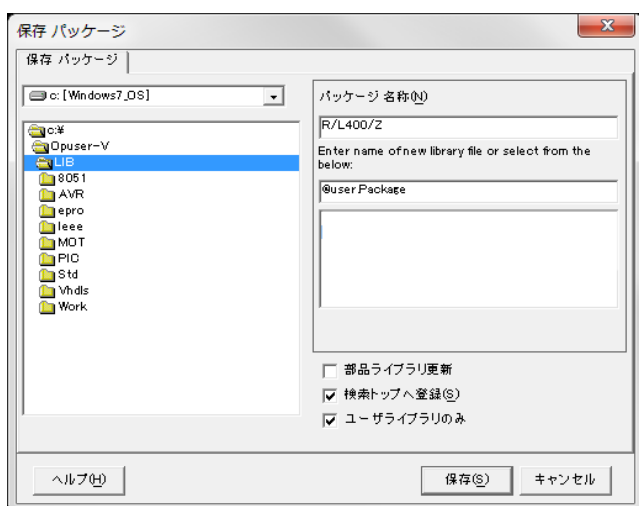 保存 パッケージ
保存 パッケージ
c: [Windows7_OS]
c:¥
Opuser-V
LIB
8051
AVR
epro
Ieee
MOT
PIC
Std
Vhdls
Work
パッケージ 名称(N)
R/L400/Z
Enter name of new library file or select from the
below:
@user.Package
部品ライブラリ更新
検索トップへ登録(S)
ユーザライブラリのみ
ヘルプ(H)
保存(S)
キャンセル